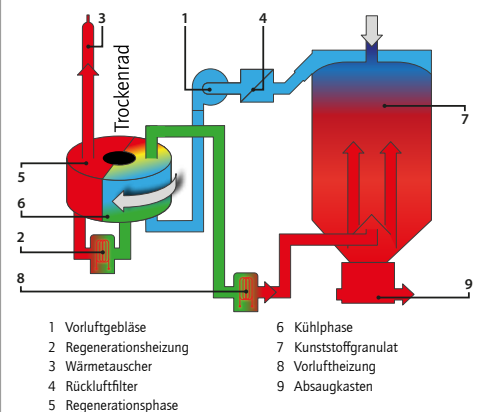 3
1
4
Trockenrad
7
5
6
2
8
9
1 Vorluftgebläse
2 Regenerationsheizung
3 Wärmetauscher
4 Rückluftfilter
5 Regenerationsphase
6 Kühlphase
7 Kunststoffgranulat
8 Vorluftheizung
9 Absaugkasten